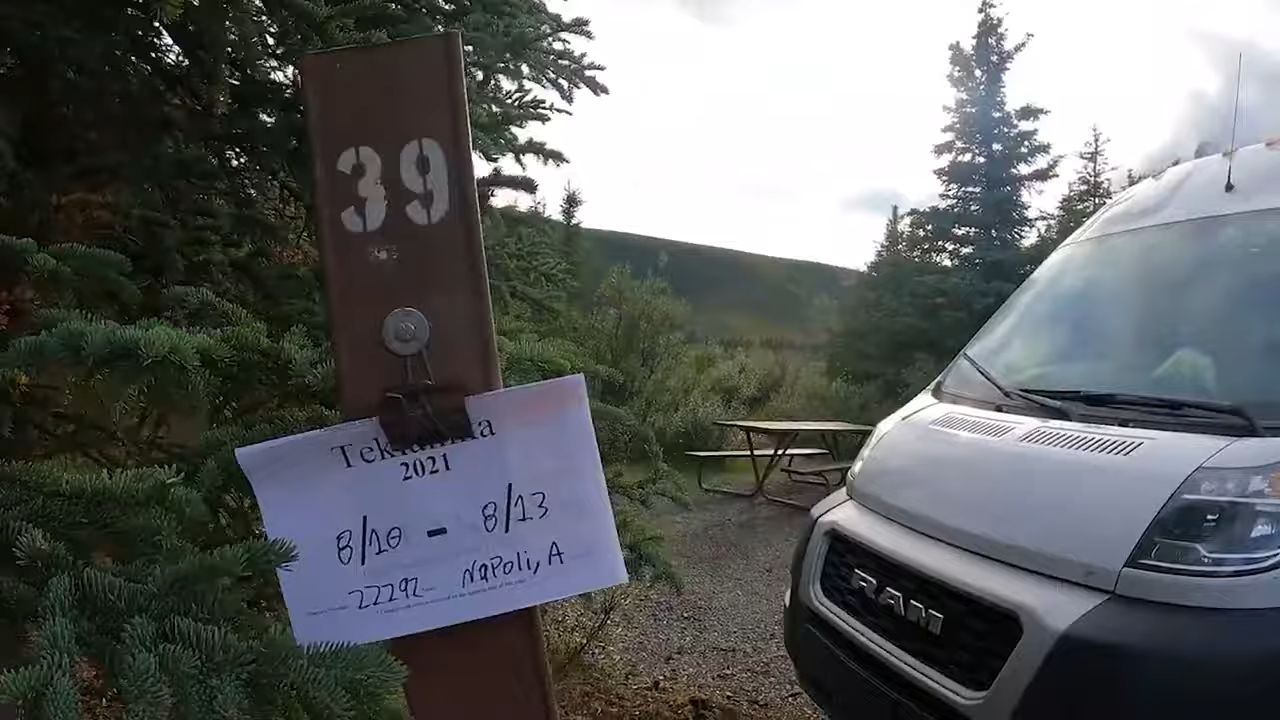 39
Teklanika
2021
8/10 - 8/13
22292 Napoli, A
RAM